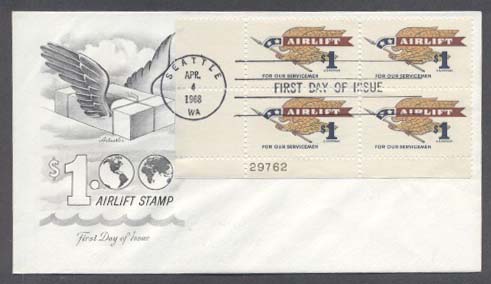 SEATTLE
APR.
4
1968
WA
FIRST DAY OF ISSUE
AIRLIFT
$1
FOR OUR SERVICEMEN
AIRLIFT
$1
FOR OUR SERVICEMEN
AIRLIFT
$1
FOR OUR SERVICEMEN
AIRLIFT
$1
FOR OUR SERVICEMEN
29762
$1.00
AIRLIFT STAMP
First Day of Issue